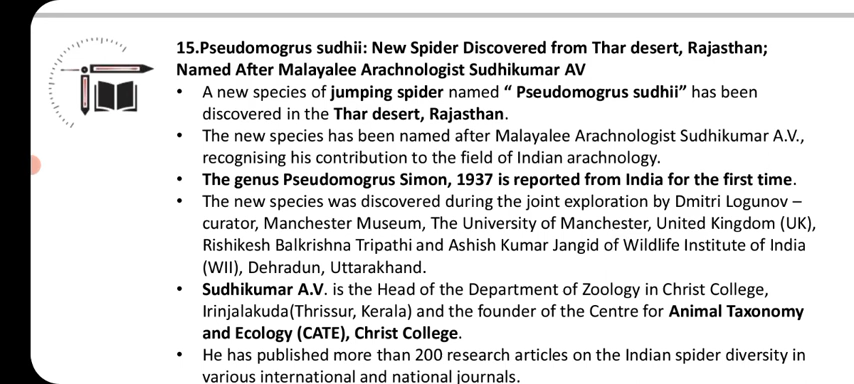 15.Pseudomogrus sudhii: New Spider Discovered from Thar desert, Rajasthan;
Named After Malayalee Arachnologist Sudhikumar AV
• A new species of jumping spider named “ Pseudomogrus sudhii” has been
discovered in the Thar desert, Rajasthan.
• The new species has been named after Malayalee Arachnologist Sudhikumar A.V.,
recognising his contribution to the field of Indian arachnology.
• The genus Pseudomogrus Simon, 1937 is reported from India for the first time.
• The new species was discovered during the joint exploration by Dmitri Logunov –
curator, Manchester Museum, The University of Manchester, United Kingdom (UK),
Rishikesh Balkrishna Tripathi and Ashish Kumar Jangid of Wildlife Institute of India
(WII), Dehradun, Uttarakhand.
• Sudhikumar A.V. is the Head of the Department of Zoology in Christ College,
Irinjalakuda(Thrissur, Kerala) and the founder of the Centre for Animal Taxonomy
and Ecology (CATE), Christ College.
• He has published more than 200 research articles on the Indian spider diversity in
various international and national journals.